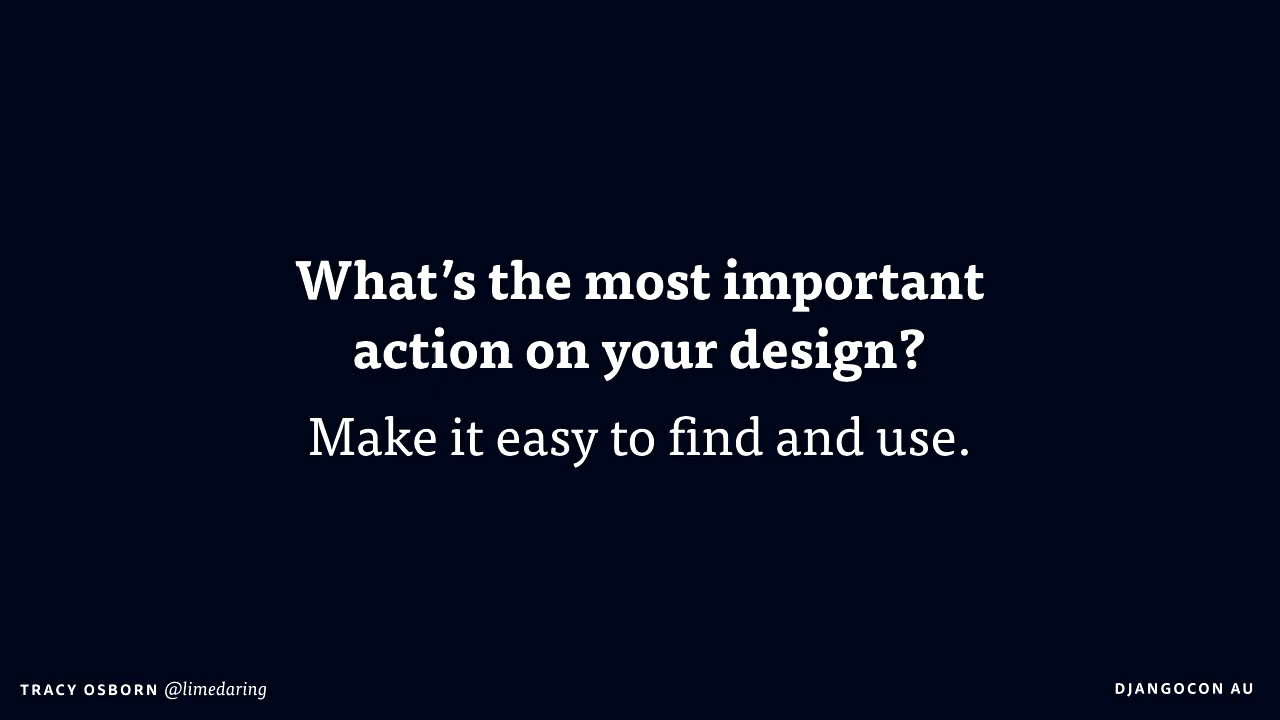 What’s the most important
action on your design?
Make it easy to find and use.
TRACY OSBORN @limedaring
DJANGOCON AU